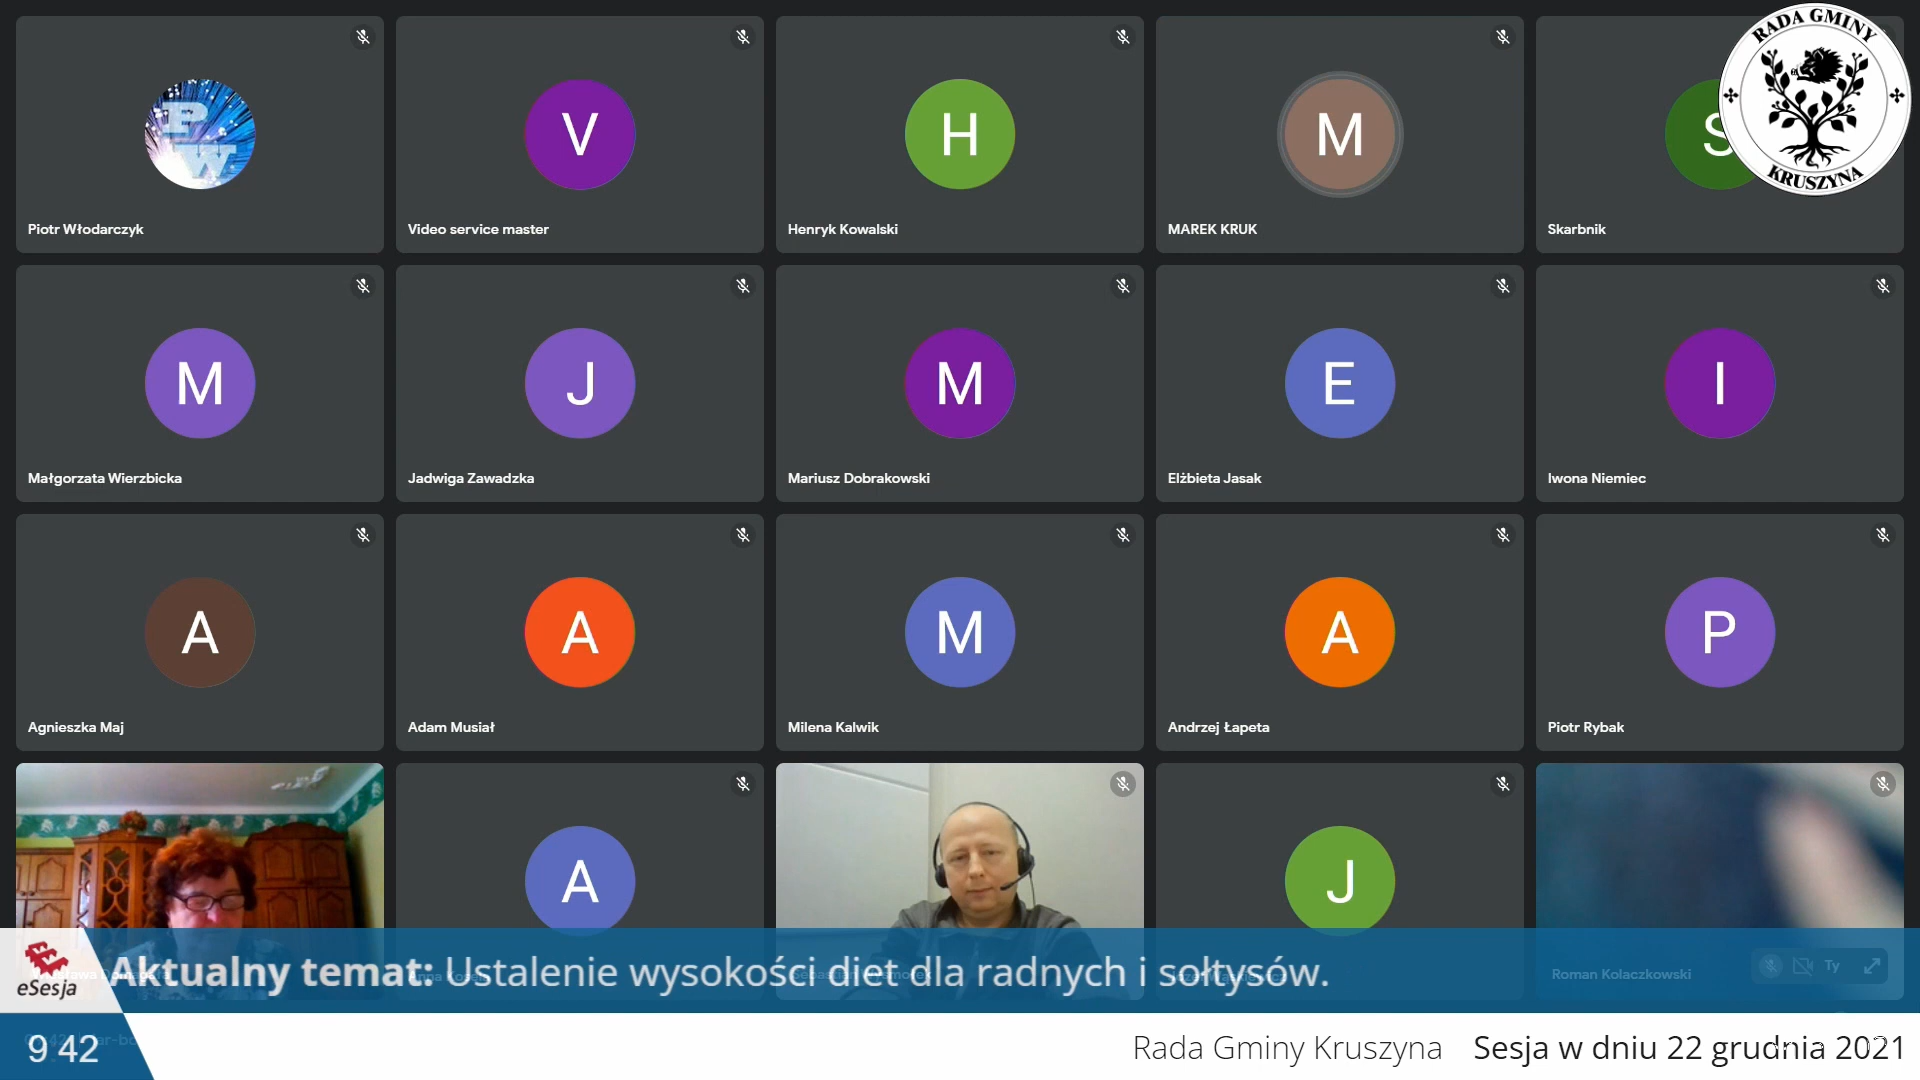 RADA GMINY
KRUSZYNA
P
W
V
H
M
S
Piotr Włodarczyk
Video service master
Henryk Kowalski
MAREK KRUK
Skarbnik
M
J
M
E
I
Małgorzata Wierzbicka
Jadwiga Zawadzka
Mariusz Dobrakowski
Elżbieta Jasak
Iwona Niemiec
A
A
M
A
P
Agnieszka Maj
Adam Musiał
Milena Kalwik
Andrzej Łapeta
Piotr Rybak
A
J
eSesja
Aktualny temat: Ustalenie wysokości diet dla radnych i sołtysów.
Roman Kolaczkowski
Ty
9 42
Rada Gminy Kruszyna Sesja w dniu 22 grudnia 2021